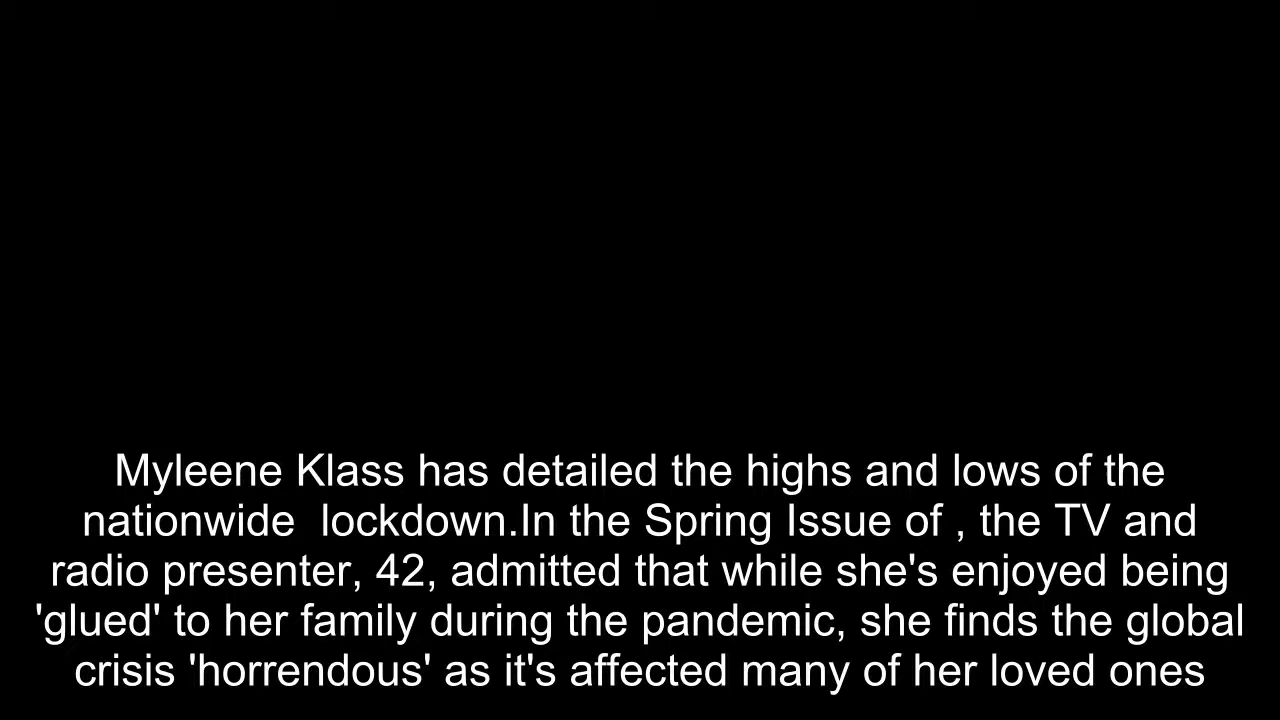 Myleene Klass has detailed the highs and lows of the
nationwide  lockdown.In the Spring Issue of , the TV and
radio presenter, 42, admitted that while she's enjoyed being
'glued' to her family during the pandemic, she finds the global
crisis 'horrendous' as it's affected many of her loved ones